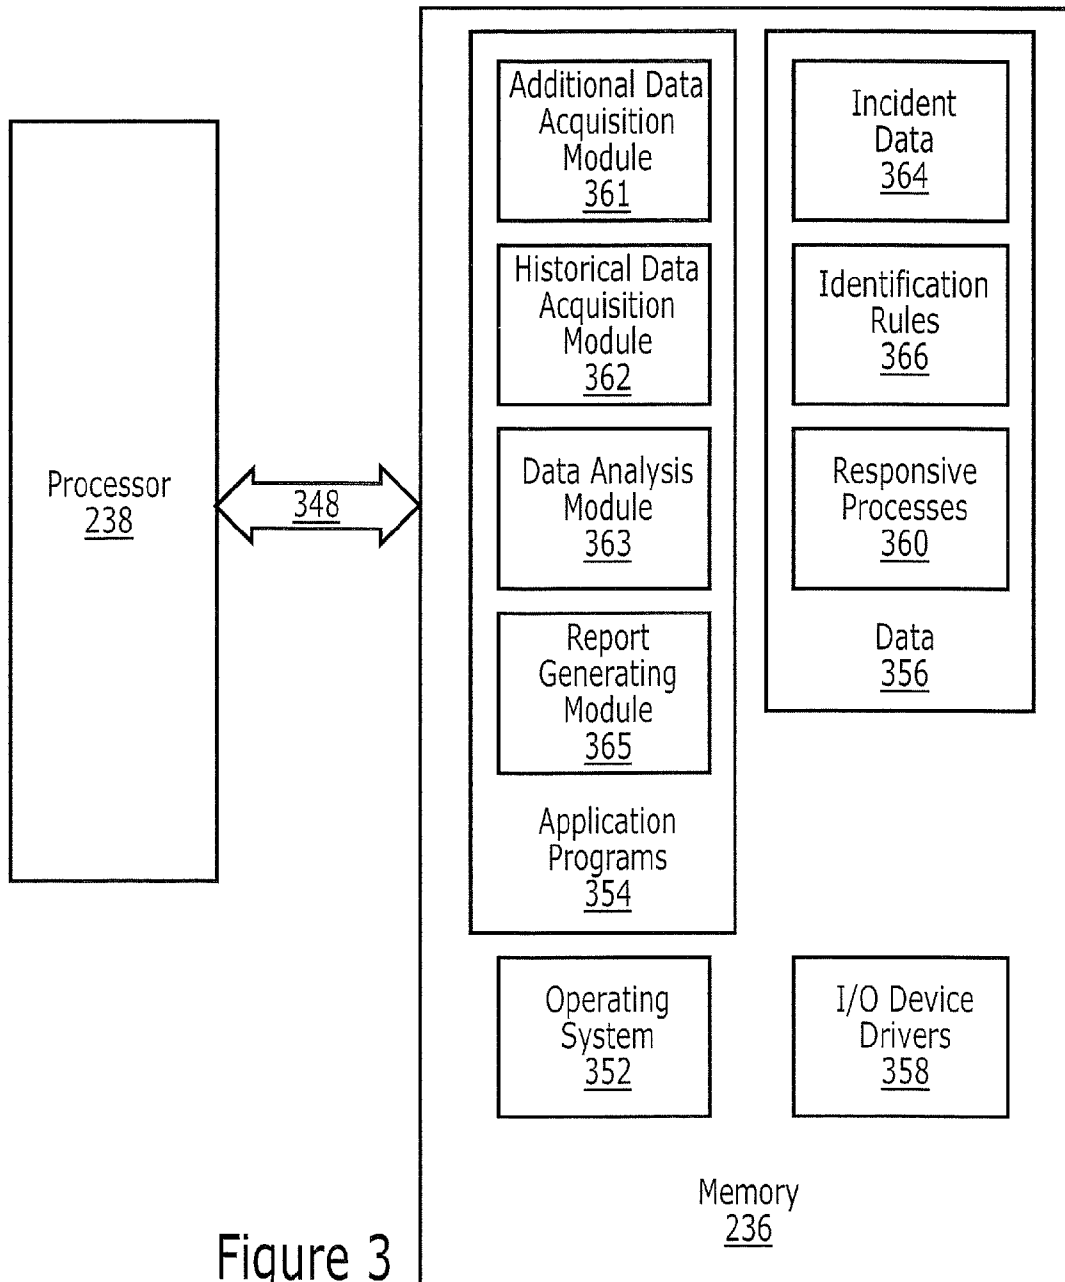 Additional Data
Acquisition
Module
361
Historical Data
Acquisition
Module
362
Data Analysis
Module
363
Report
Generating
Module
365
Application
Programs
354
Incident
Data
364
Identification
Rules
366
Responsive
Processes
360
Data
356
Processor
238
348
Operating
System
352
I/O Device
Drivers
358
Memory
236
Figure 3